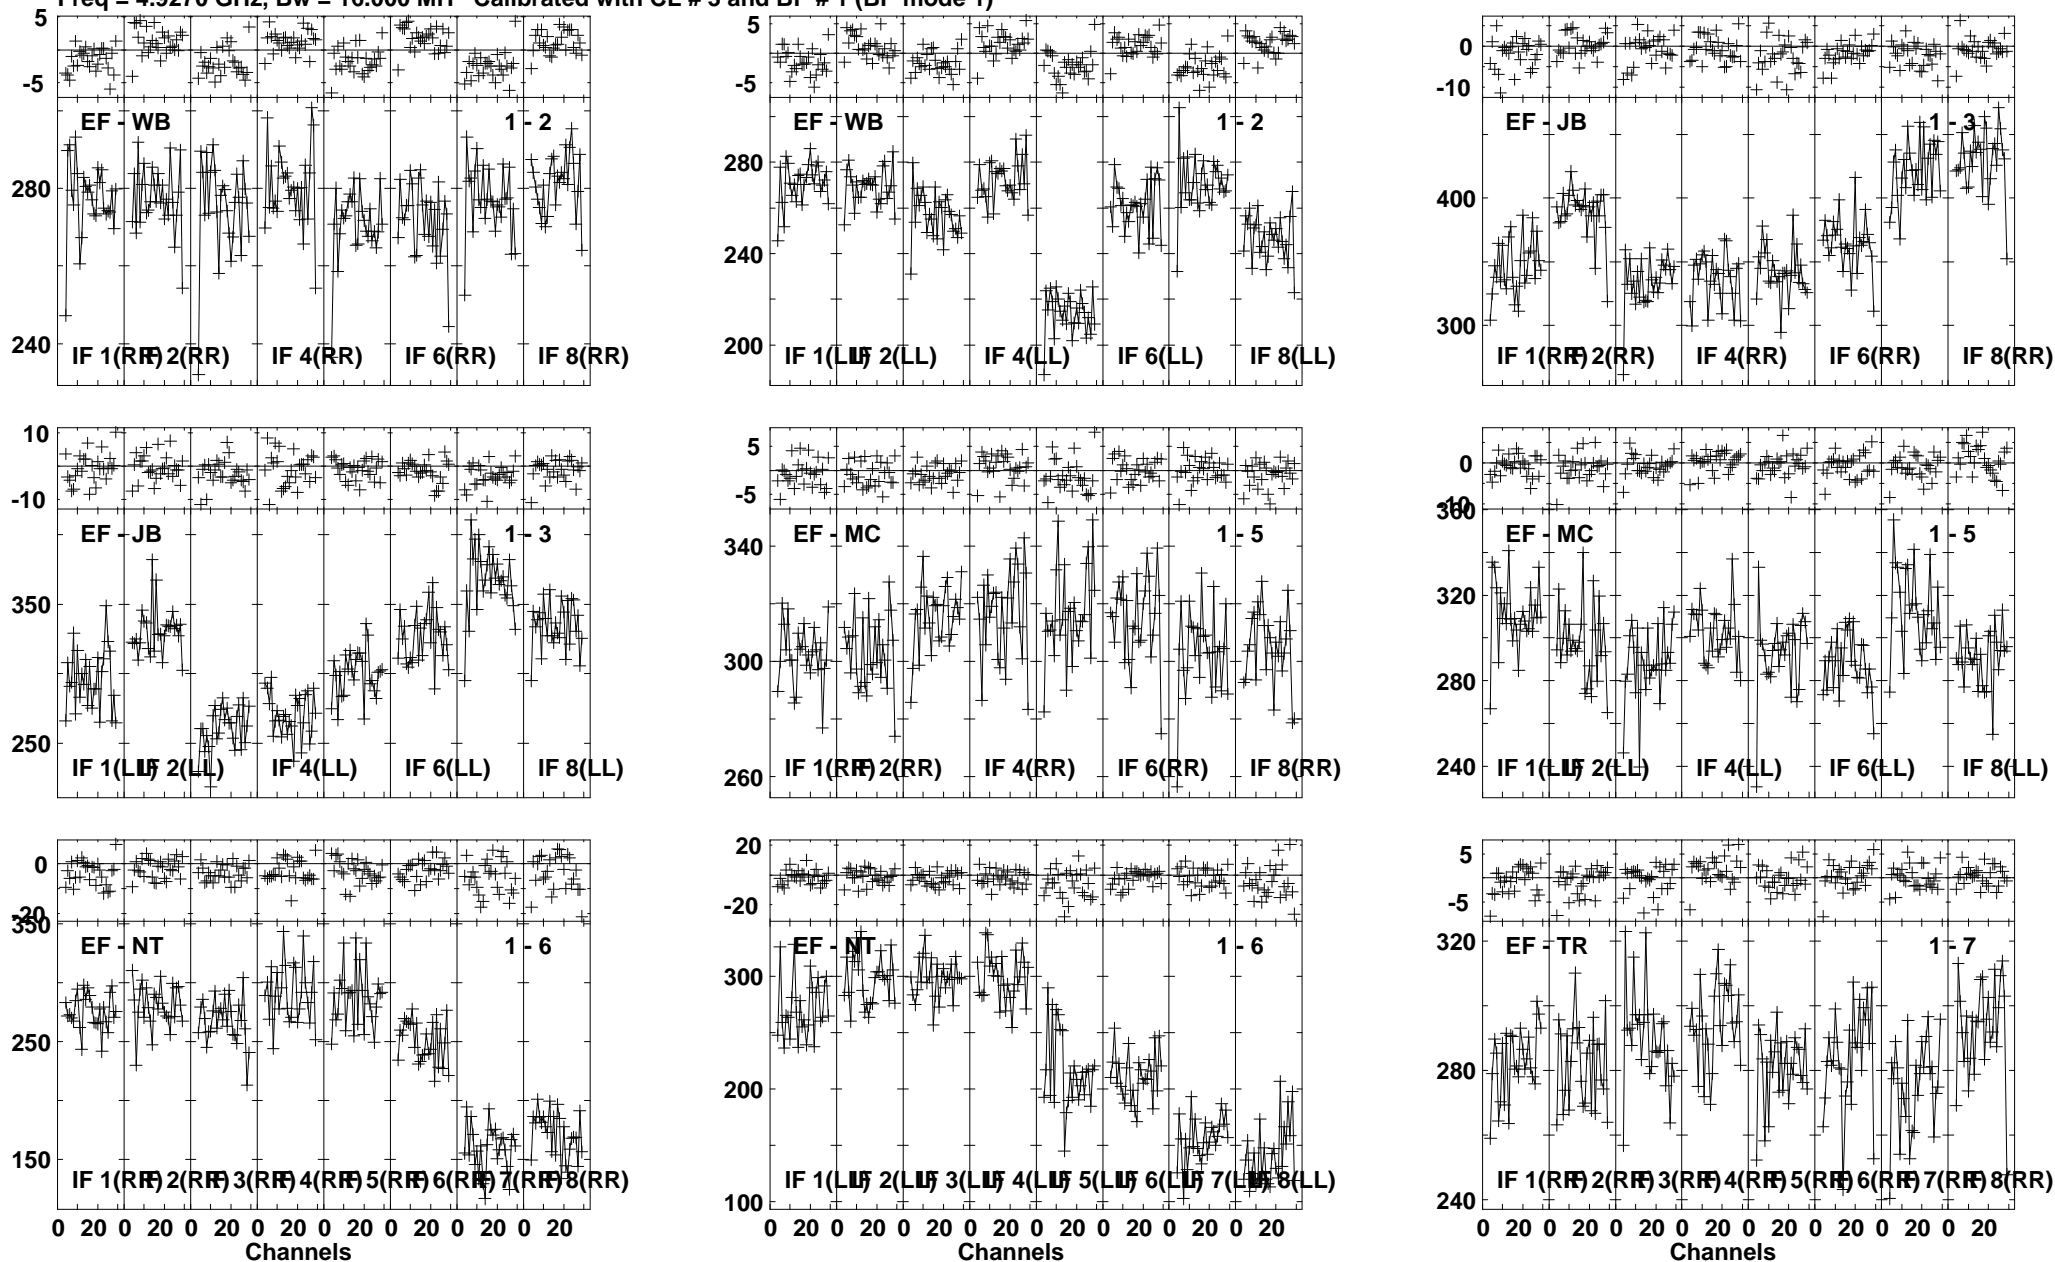 Freq = 4.9270 GHz, Bw = 16.000 MH Calibrated with CL # 3 and BP # 1 (BP mode 1)
5
-5
EF - WB 1 - 2
280
240
IF 1(RR) IF 2(RR) IF 4(RR) IF 6(RR) IF 8(RR)
5
-5
EF - WB 1 - 2
280
240
200
IF 1(LL) IF 2(LL) IF 4(LL) IF 6(LL) IF 8(LL)
0
-10
EF - JB 1 - 3
400
300
IF 1(RR) IF 2(RR) IF 4(RR) IF 6(RR) IF 8(RR)
10
-10
EF - JB 1 - 3
350
250
IF 1(LL) IF 2(LL) IF 4(LL) IF 6(LL) IF 8(LL)
5
-5
EF - MC 1 - 5
340
300
260
IF 1(RR) IF 2(RR) IF 4(RR) IF 6(RR) IF 8(RR)
0
-10
360
EF - MC 1 - 5
320
280
240
IF 1(LL) IF 2(LL) IF 4(LL) IF 6(LL) IF 8(LL)
0
-20
350
EF - NT 1 - 6
250
150
IF 1(RR) IF 2(RR) IF 3(RR) IF 4(RR) IF 5(RR) IF 6(RR) IF 7(RR) IF 8(RR)
0 20 0 20 0 20 0 20 0 20 0 20 0 20 0 20
Channels
20
-20
EF - NT 1 - 6
300
200
100
IF 1(LL) IF 2(LL) IF 3(LL) IF 4(LL) IF 5(LL) IF 6(LL) IF 7(LL) IF 8(LL)
0 20 0 20 0 20 0 20 0 20 0 20 0 20 0 20
Channels
5
-5
EF - TR 1 - 7
320
280
240
IF 1(RR) IF 2(RR) IF 3(RR) IF 4(RR) IF 5(RR) IF 6(RR) IF 7(RR) IF 8(RR)
0 20 0 20 0 20 0 20 0 20 0 20 0 20 0 20
Channels